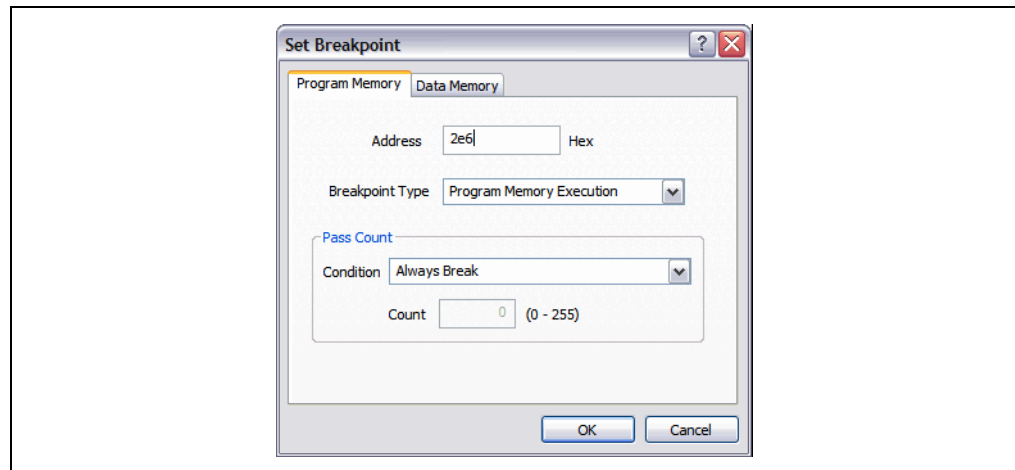 Set Breakpoint
Program Memory Data Memory
Address 2e6 Hex
Breakpoint Type Program Memory Execution
Pass Count
Condition Always Break
Count 0 (0 - 255)
OK Cancel